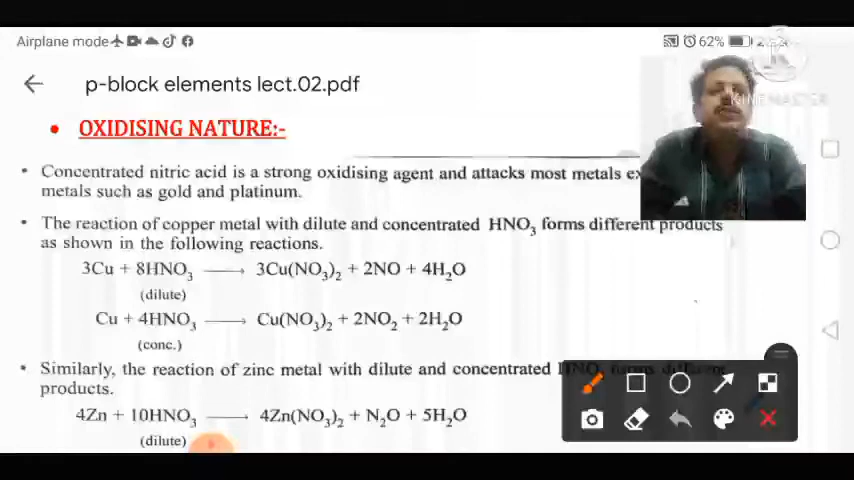 Airplane mode
62%
p-block elements lect.02.pdf
KINEMASTER
• OXIDISING NATURE:-
• Concentrated nitric acid is a strong oxidising agent and attacks most metals
metals such as gold and platinum.
• The reaction of copper metal with dilute and concentrated HNO₃ forms different products
as shown in the following reactions.
3Cu + 8HNO₃ ⟶ 3Cu(NO₃)₂ + 2NO + 4H₂O
(dilute)
Cu + 4HNO₃ ⟶ Cu(NO₃)₂ + 2NO₂ + 2H₂O
(conc.)
• Similarly, the reaction of zinc metal with dilute and concentrated HNO₃ forms different
products.
4Zn + 10HNO₃ ⟶ 4Zn(NO₃)₂ + N₂O + 5H₂O
(dilute)